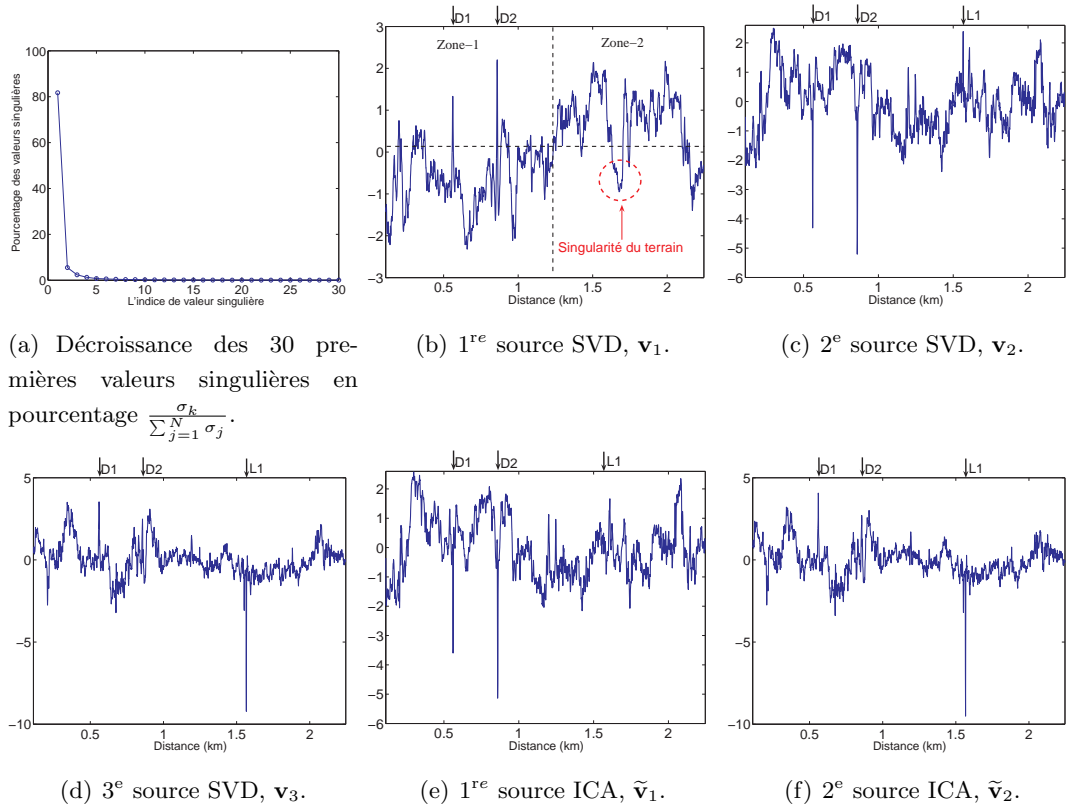 100
80
60
40
20
0
0 5 10 15 20 25 30
Pourcentage des valeurs singulières
L'indice de valeur singulière
(a) Décroissance des 30 pre-
mières valeurs singulières en
pourcentage σk / ∑ N j=1 σj.
D1 D2
Zone−1 Zone−2
3
2
1
0
−1
−2
−3
Singularité du terrain
0.5 1 1.5 2
Distance (km)
(b) 1re source SVD, v1.
D1 D2 L1
2
1
0
−1
−2
−3
−4
−5
−6
0.5 1 1.5 2
Distance (km)
(c) 2e source SVD, v2.
D1 D2 L1
5
0
−5
−10
0.5 1 1.5 2
Distance (km)
(d) 3e source SVD, v3.
D1 D2 L1
2
1
0
−1
−2
−3
−4
−5
−6
0.5 1 1.5 2
Distance (km)
(e) 1re source ICA, ṽ1.
D1 D2 L1
5
0
−5
−10
0.5 1 1.5 2
Distance (km)
(f) 2e source ICA, ṽ2.